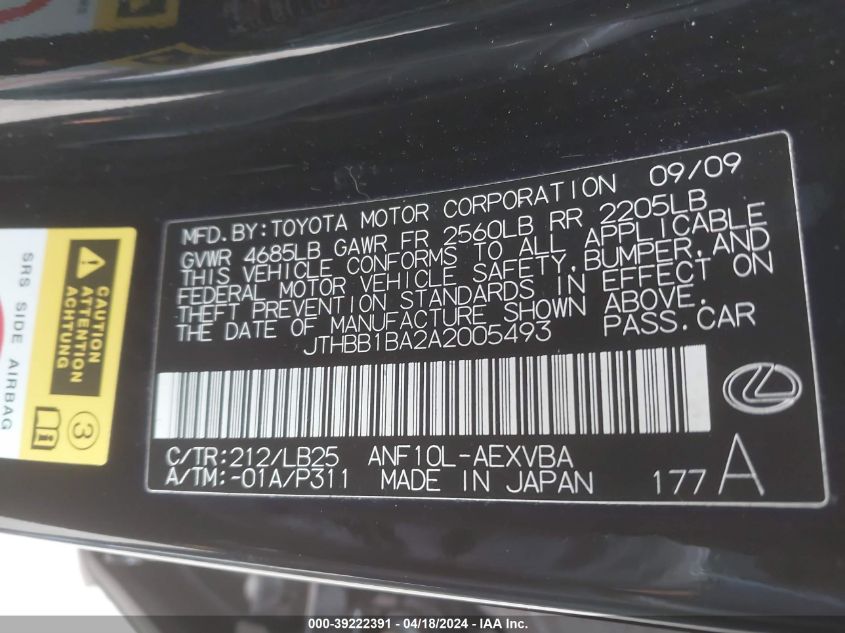 MFD. BY: TOYOTA MOTOR CORPORATION 09/09
GVWR 4685LB GAWR FR 2560LB RR 2205LB
THIS VEHICLE CONFORMS TO ALL APPLICABLE
FEDERAL MOTOR VEHICLE SAFETY, BUMPER, AND
THEFT PREVENTION STANDARDS IN EFFECT ON
THE DATE OF MANUFACTURE SHOWN ABOVE.
JTHBB1BA2A2005493 PASS. CAR
C/TR: 212/LB25 ANF10L-AEXVBA
A/TM: -01A/P311 MADE IN JAPAN 177 A
SRS SIDE AIRBAG
CAUTION
ATTENTION
ACHTUNG
3
000-39222391 - 04/18/2024 - IAA Inc.